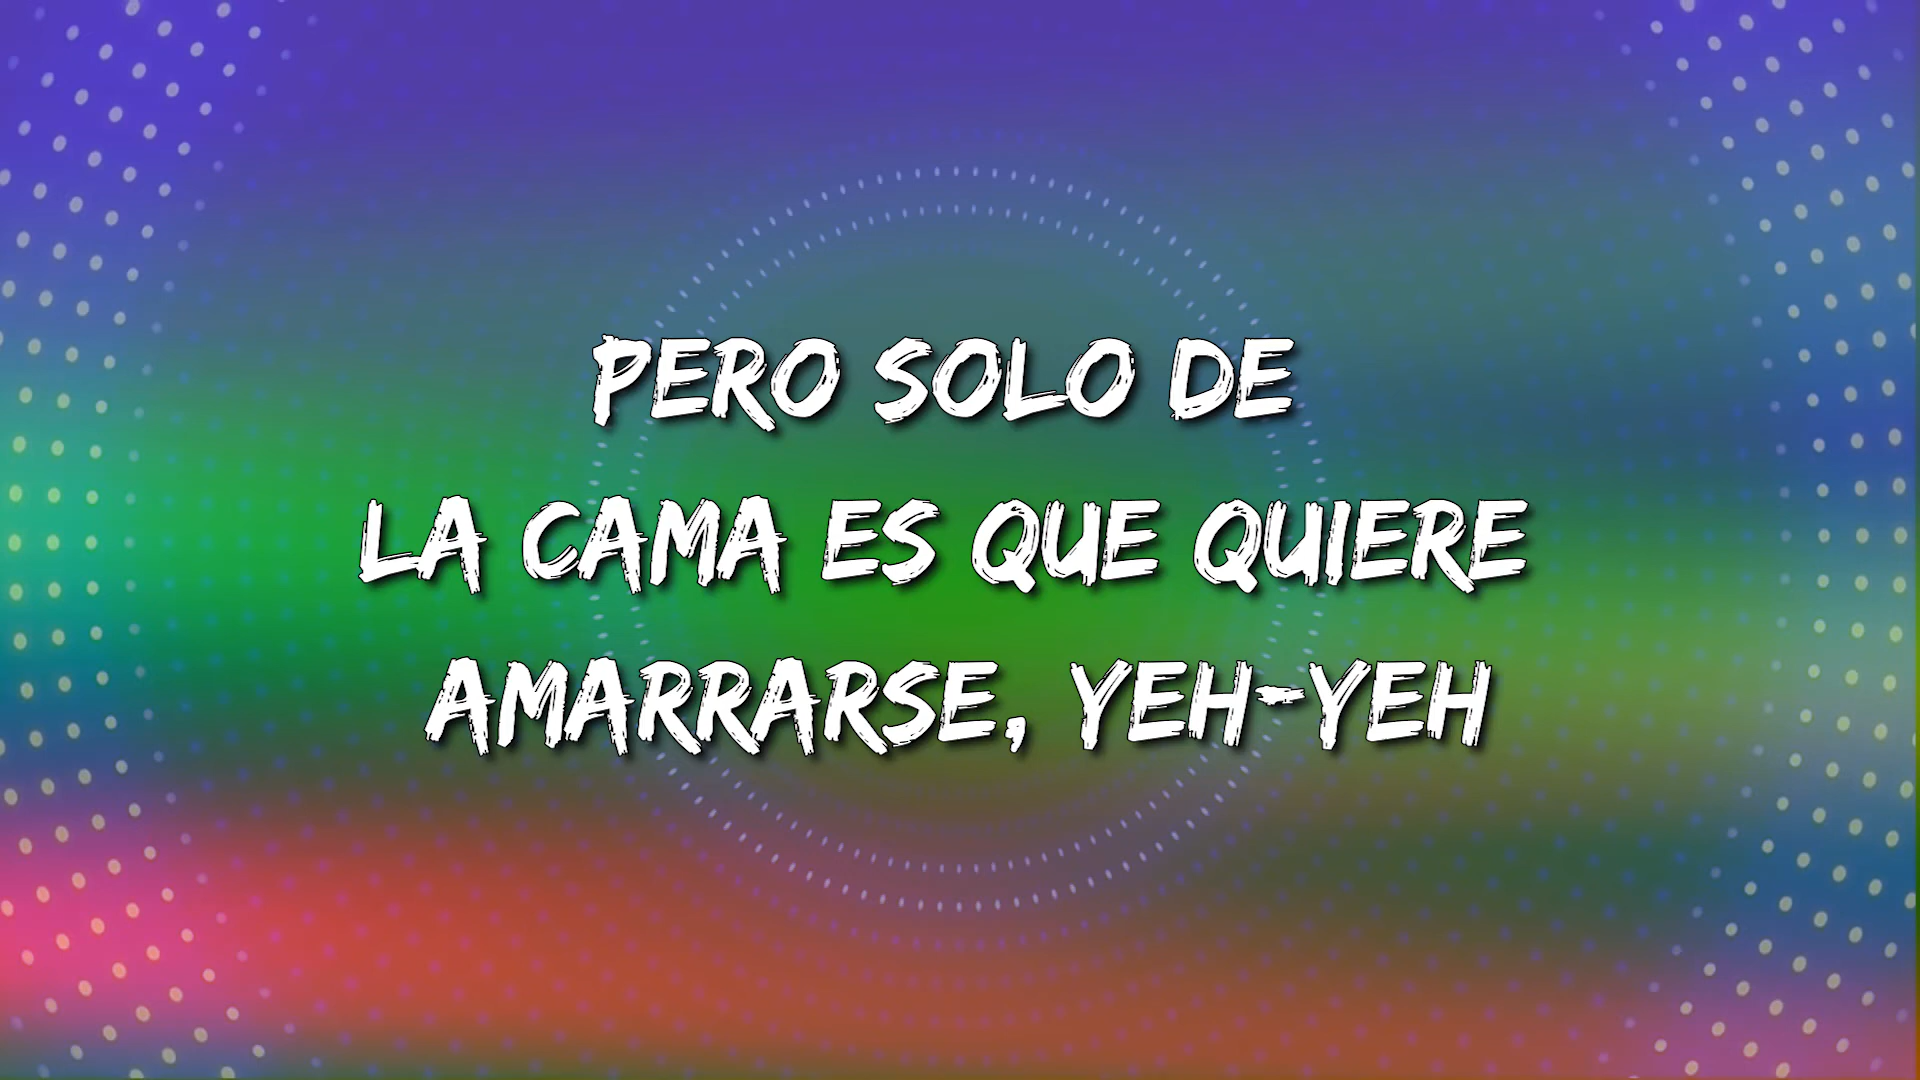 PERO SOLO DE
LA CAMA ES QUE QUIERE
AMARRARSE, YEH-YEH